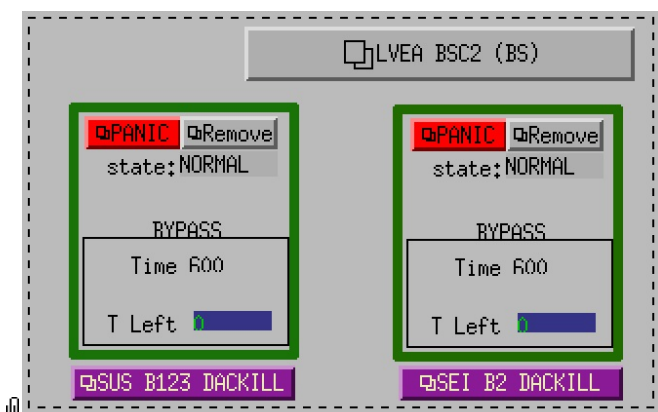 LVEA BSC2 (BS)
PANIC Remove
state: NORMAL
BYPASS
Time 600
T Left 0
SUS B123 DACKILL
PANIC Remove
state: NORMAL
BYPASS
Time 600
T Left 0
SEI B2 DACKILL